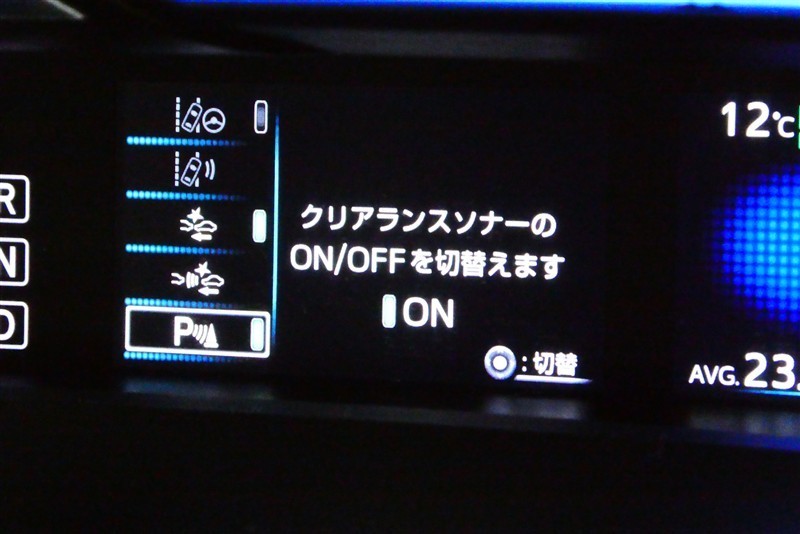 12℃
R
N
D
クリアランスソナーの
ON/OFFを切替えます
ON
P
:切替
AVG.23.